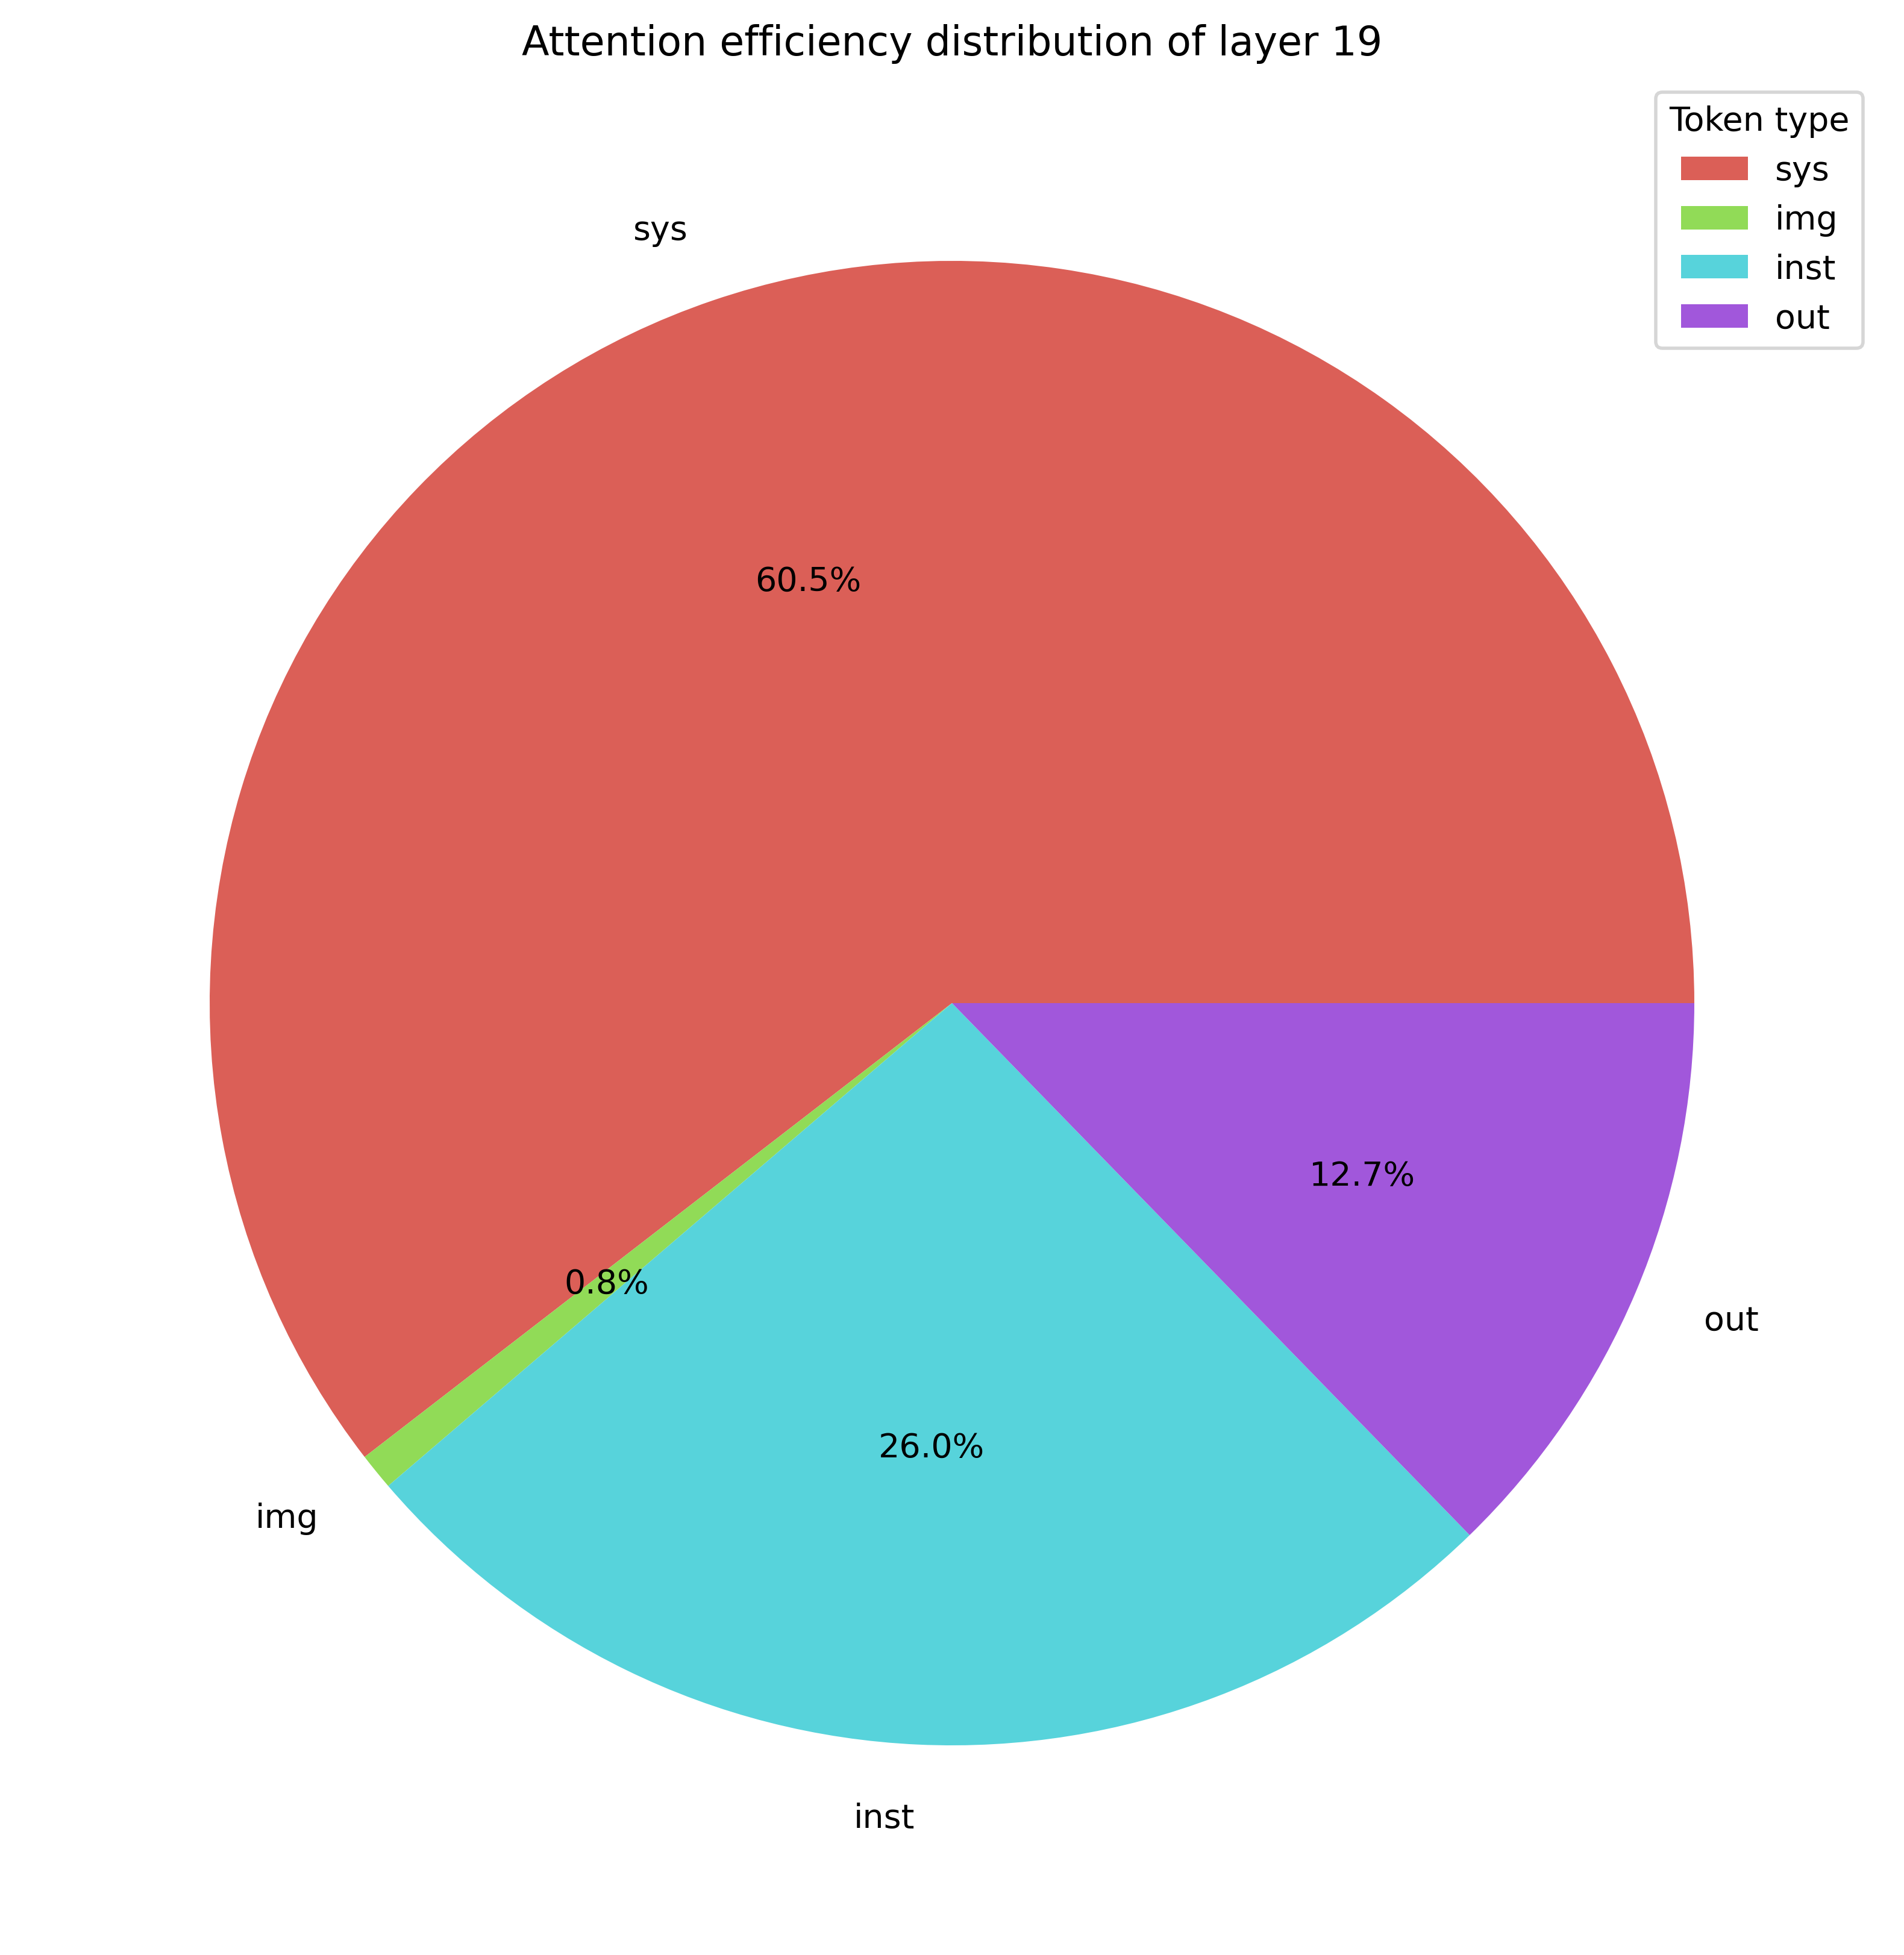 Attention efficiency distribution of layer 19
Token type
sys
img
inst
out
sys
60.5%
12.7%
0.8%
out
26.0%
img
inst